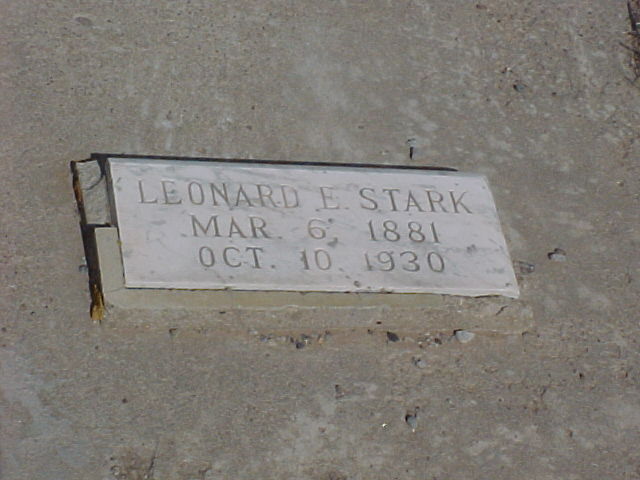 LEONARD E. STARK
MAR. 6, 1881
OCT. 10, 1930